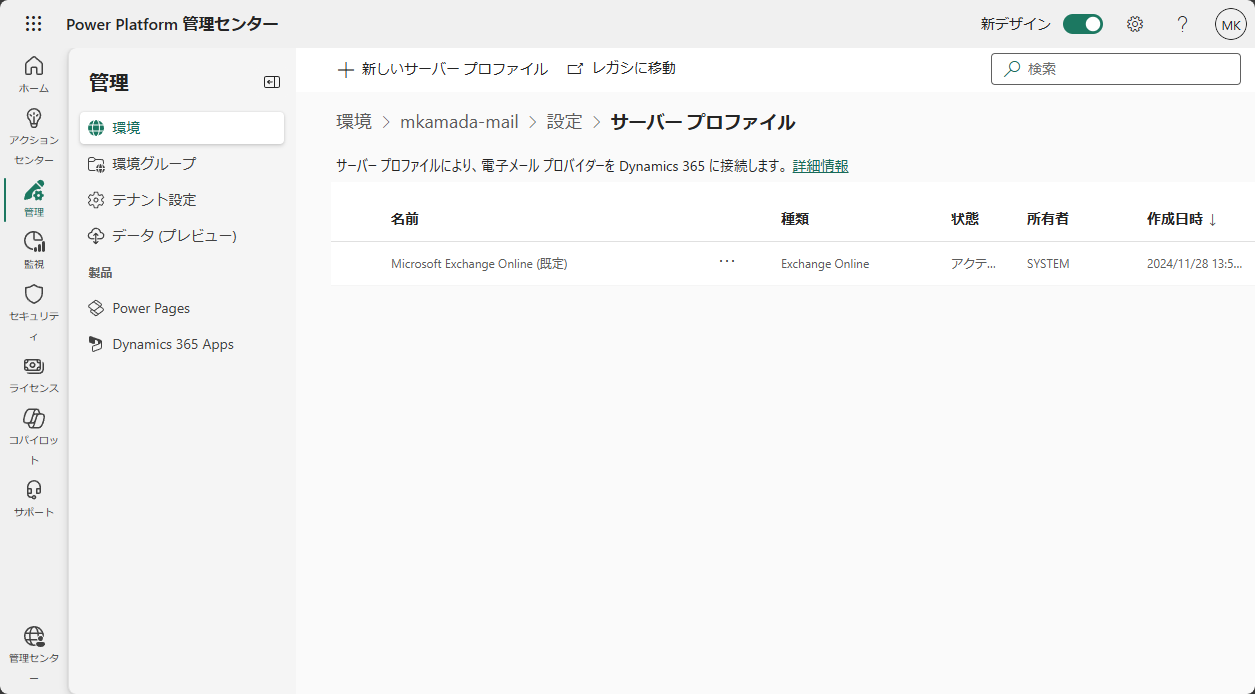 Power Platform 管理センター
新デザイン
MK
ホーム
アクション
センター
管理
監視
セキュリテ
ィ
ライセンス
コパイロッ
ト
サポート
管理センタ
ー
管理
環境
環境グループ
テナント設定
データ (プレビュー)
製品
Power Pages
Dynamics 365 Apps
新しいサーバー プロファイル
レガシに移動
検索
環境 > mkamada-mail > 設定 > サーバー プロファイル
サーバー プロファイルにより、電子メール プロバイダーを Dynamics 365 に接続します。 詳細情報
名前 種類 状態 所有者 作成日時 ↓
Microsoft Exchange Online (既定) ... Exchange Online アクテ... SYSTEM 2024/11/28 13:5...